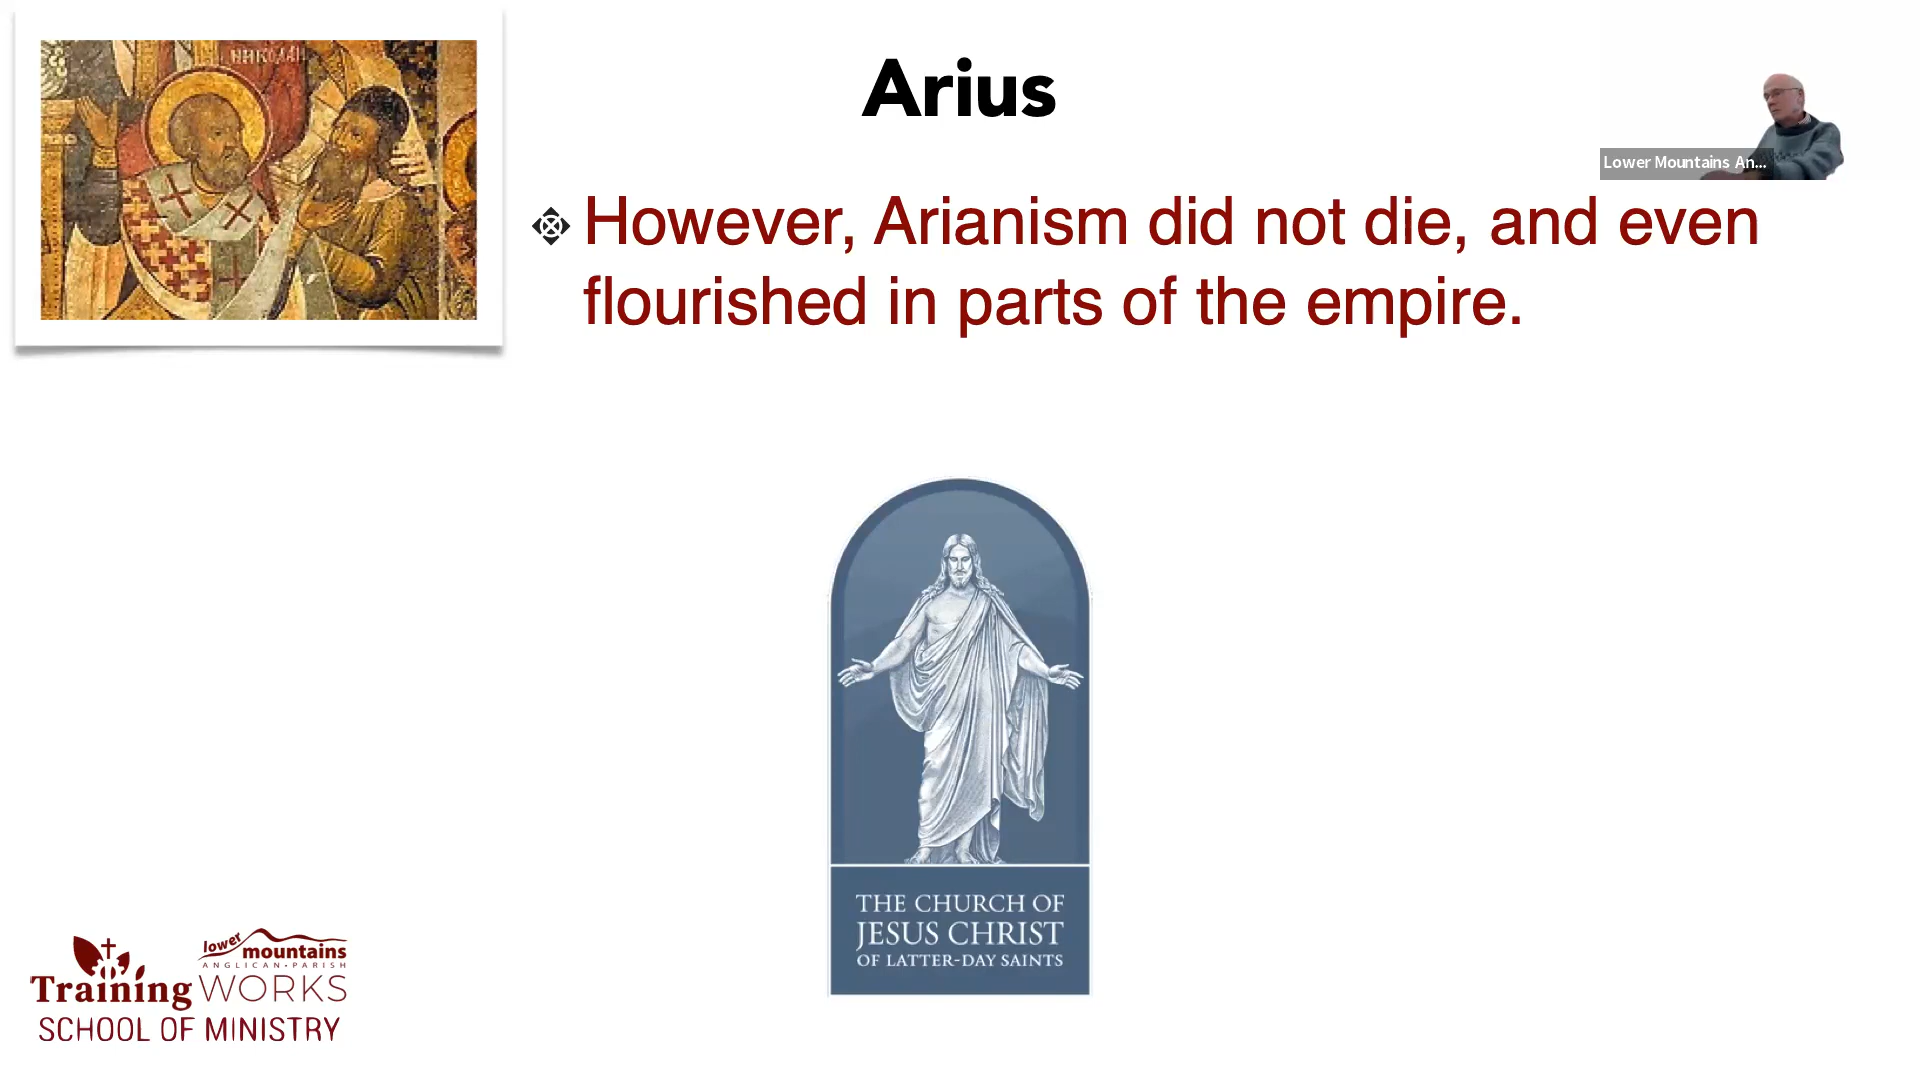 НИКОЛАЙ
Arius
Lower Mountains An...
However, Arianism did not die, and even
flourished in parts of the empire.
THE CHURCH OF
JESUS CHRIST
OF LATTER-DAY SAINTS
lower mountains
ANGLICAN•PARISH
Training WORKS
SCHOOL OF MINISTRY